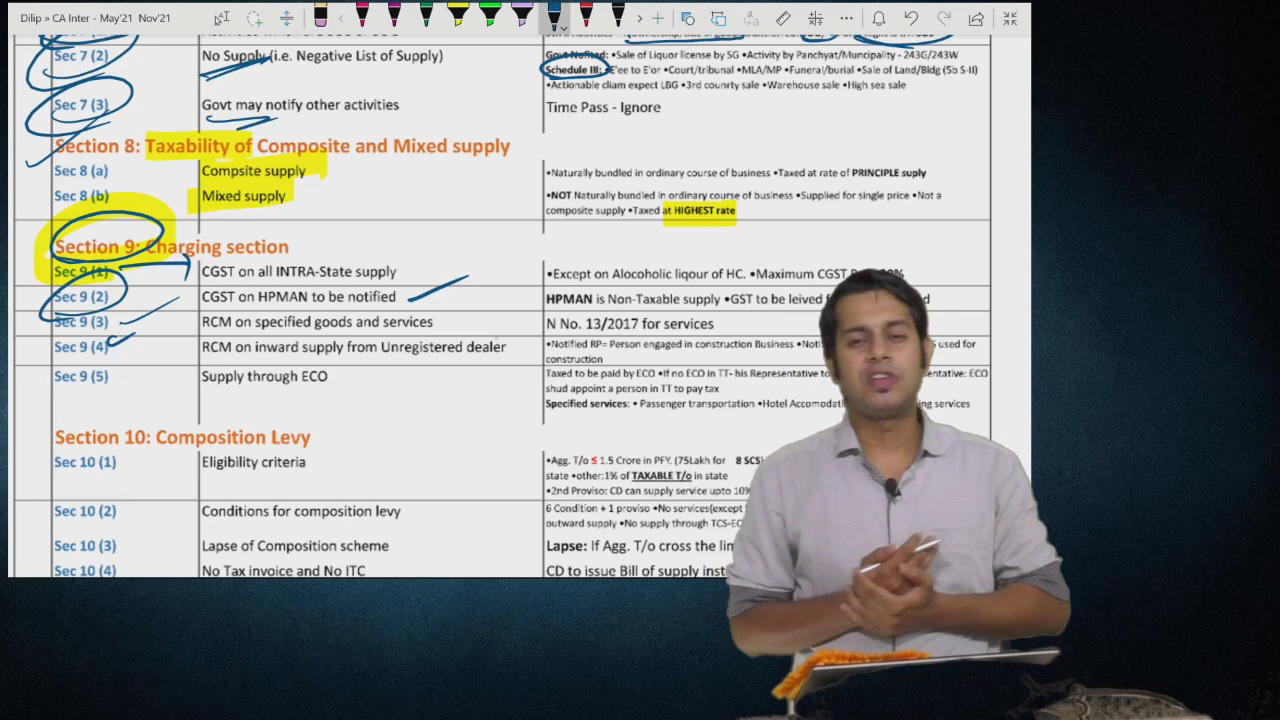 Dilip » CA Inter - May'21 Nov'21
Sec 7 (2) No Supply (i.e. Negative List of Supply) Govt Nofited: •Sale of Liquor license by SG •Activity by Panchyat/Muncipality - 243G/243W
Schedule III: •E'ee to E'or •Court/tribunal •MLA/MP •Funeral/burial •Sale of Land/Bldg (5b S-II)
•Actionable cliam expect LBG •3rd counrty sale •Warehouse sale •High sea sale
Sec 7 (3) Govt may notify other activities Time Pass - Ignore
Section 8: Taxability of Composite and Mixed supply
Sec 8 (a) Compsite supply •Naturally bundled in ordinary course of business •Taxed at rate of PRINCIPLE suply
Sec 8 (b) Mixed supply •NOT Naturally bundled in ordinary course of business •Supplied for single price •Not a
composite supply •Taxed at HIGHEST rate
Section 9: Charging section
Sec 9 (1) CGST on all INTRA-State supply •Except on Alocoholic liqour of HC. •Maximum CGST
Sec 9 (2) CGST on HPMAN to be notified HPMAN is Non-Taxable supply •GST to be leived
Sec 9 (3) RCM on specified goods and services N No. 13/2017 for services
Sec 9 (4) RCM on inward supply from Unregistered dealer •Notified RP= Person engaged in construction Business used for
construction
Sec 9 (5) Supply through ECO Taxed to be paid by ECO •If no ECO in TT- his Representative to ECO
shud appoint a person in TT to pay tax
Specified services: • Passenger transportation •Hotel services
Section 10: Composition Levy
Sec 10 (1) Eligibility criteria •Agg. T/o ≤ 1.5 Crore in PFY. (75Lakh for 8 SCS)
state •other:1% of TAXABLE T/o in state
•2nd Proviso: CD can supply service upto 10%
Sec 10 (2) Conditions for composition levy 6 Condition + 1 proviso •No
outward supply •No supply through
Sec 10 (3) Lapse of Composition scheme Lapse: If Agg. T/o cross the
Sec 10 (4) No Tax invoice and No ITC CD to issue Bill of supply